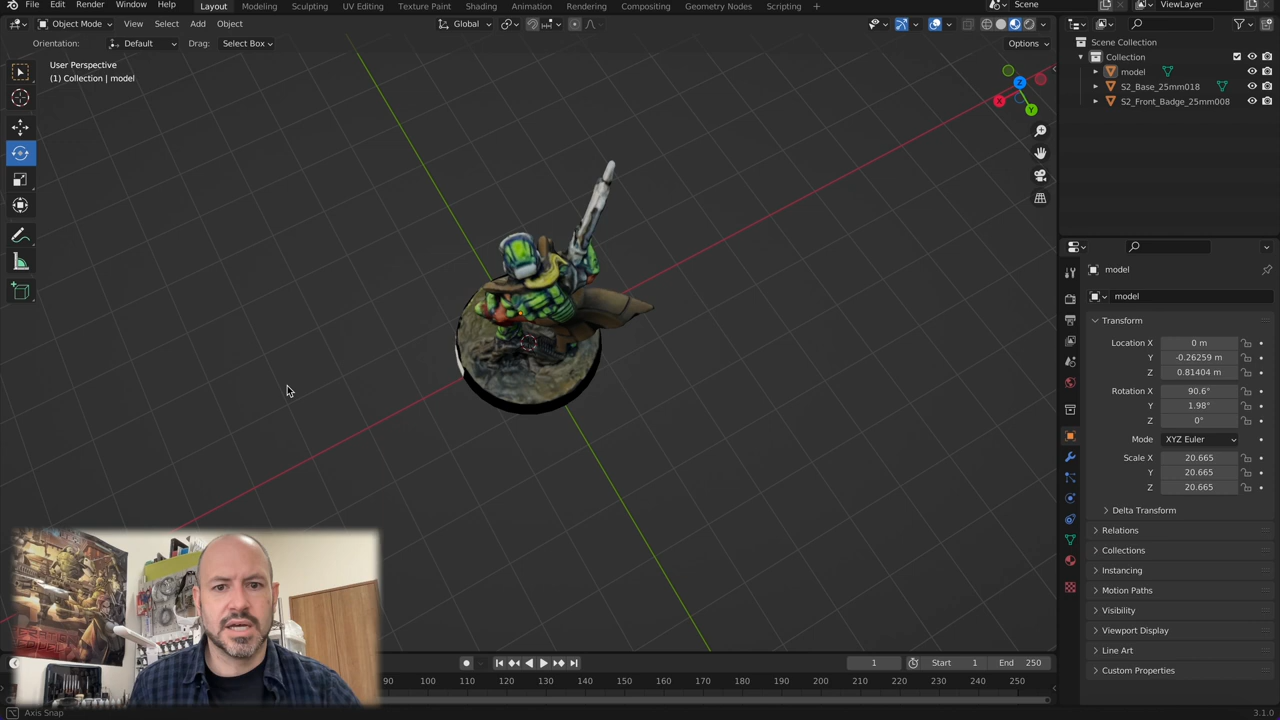 File Edit Render Window Help Layout Modeling Sculpting UV Editing Texture Paint Shading Animation Rendering Compositing Geometry Nodes Scripting + Scene ViewLayer
Object Mode View Select Add Object Global Options
Orientation: Default Drag: Select Box
User Perspective
(1) Collection | model
Z
X
Y
Scene Collection
Collection
model
S2_Base_25mm018
S2_Front_Badge_25mm008
model
model
Transform
Location X 0 m
Y -0.26259 m
Z 0.81404 m
Rotation X 90.6°
Y 1.98°
Z 0°
Mode XYZ Euler
Scale X 20.665
Y 20.665
Z 20.665
Delta Transform
Relations
Collections
Instancing
Motion Paths
Visibility
Viewport Display
Line Art
Custom Properties
1 Start 1 End 250
90 100 110 120 130 140 150 160 170 180 190 200 210 220 230 240 250
Axis Snap 3.1.0